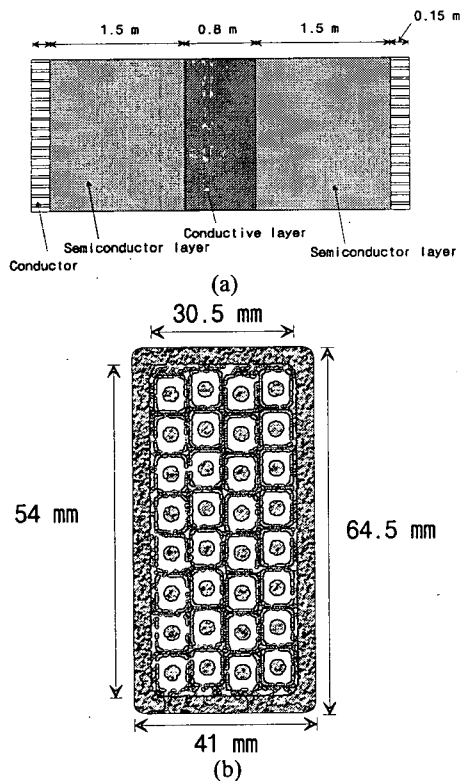 0.15 m
1.5 m 0.8 m 1.5 m
Conductive layer
Semiconductor layer Semiconductor layer
Conductor
(a)
30.5 mm
54 mm
64.5 mm
41 mm
(b)